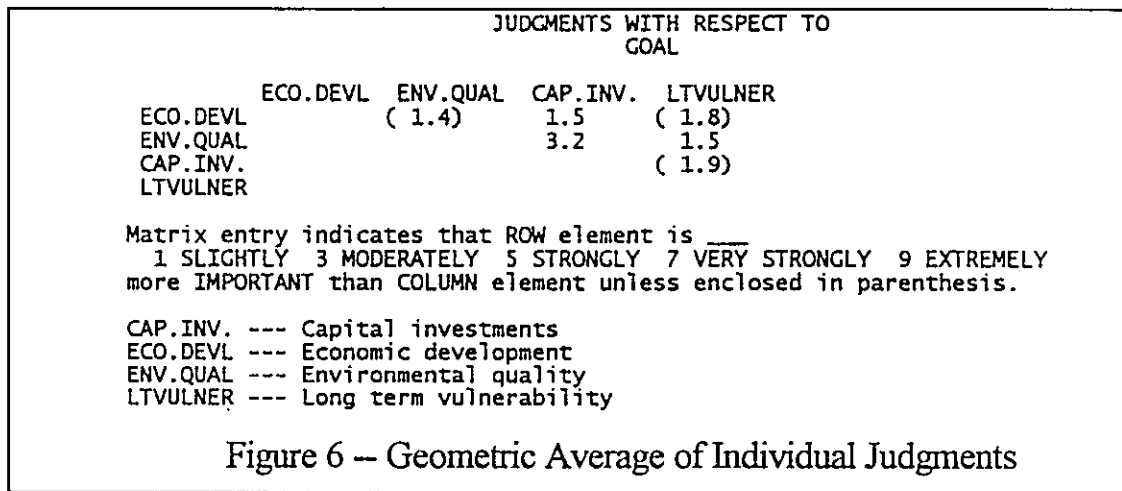 JUDGMENTS WITH RESPECT TO
GOAL
ECO.DEVL ENV.QUAL CAP.INV. LTVULNER
ECO.DEVL ( 1.4) 1.5 ( 1.8)
ENV.QUAL 3.2 1.5
CAP.INV. ( 1.9)
LTVULNER
Matrix entry indicates that ROW element is ___
1 SLIGHTLY 3 MODERATELY 5 STRONGLY 7 VERY STRONGLY 9 EXTREMELY
more IMPORTANT than COLUMN element unless enclosed in parenthesis.
CAP.INV. --- Capital investments
ECO.DEVL --- Economic development
ENV.QUAL --- Environmental quality
LTVULNER --- Long term vulnerability
Figure 6 -- Geometric Average of Individual Judgments